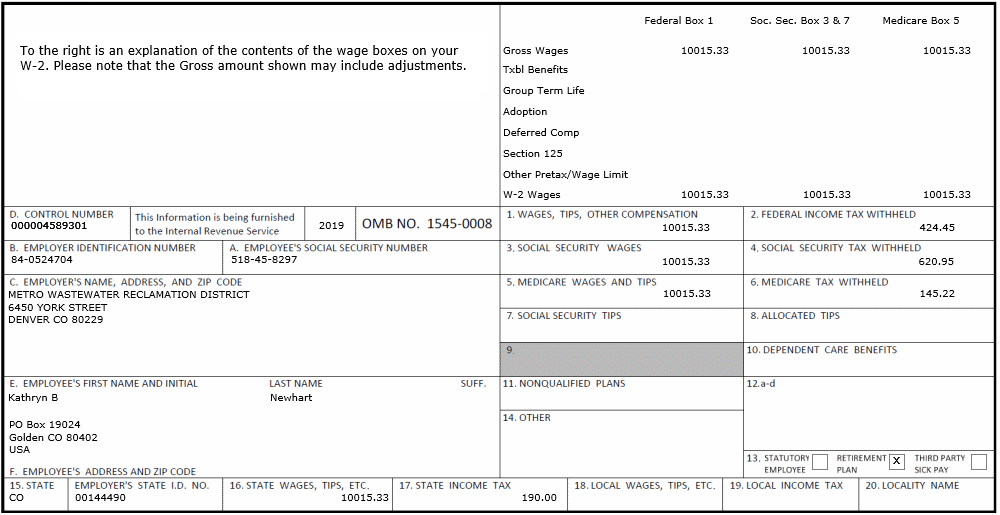 Federal Box 1 Soc. Sec. Box 3 & 7 Medicare Box 5
To the right is an explanation of the contents of the wage boxes on your
W-2. Please note that the Gross amount shown may include adjustments.
Gross Wages 10015.33 10015.33 10015.33
Txbl Benefits
Group Term Life
Adoption
Deferred Comp
Section 125
Other Pretax/Wage Limit
W-2 Wages 10015.33 10015.33 10015.33
D. CONTROL NUMBER
000004589301
This Information is being furnished
to the Internal Revenue Service
2019
OMB NO. 1545-0008
1. WAGES, TIPS, OTHER COMPENSATION
10015.33
2. FEDERAL INCOME TAX WITHHELD
424.45
B. EMPLOYER IDENTIFICATION NUMBER
84-0524704
A. EMPLOYEE'S SOCIAL SECURITY NUMBER
518-45-8297
3. SOCIAL SECURITY WAGES
10015.33
4. SOCIAL SECURITY TAX WITHHELD
620.95
C. EMPLOYER'S NAME, ADDRESS, AND ZIP CODE
METRO WASTEWATER RECLAMATION DISTRICT
6450 YORK STREET
DENVER CO 80229
5. MEDICARE WAGES AND TIPS
10015.33
6. MEDICARE TAX WITHHELD
145.22
7. SOCIAL SECURITY TIPS
8. ALLOCATED TIPS
9.
10. DEPENDENT CARE BENEFITS
E. EMPLOYEE'S FIRST NAME AND INITIAL LAST NAME SUFF.
Kathryn B Newhart
PO Box 19024
Golden CO 80402
USA
F. EMPLOYEE'S ADDRESS AND ZIP CODE
11. NONQUALIFIED PLANS
12.a-d
14. OTHER
13. STATUTORY EMPLOYEE
RETIREMENT PLAN X
THIRD PARTY SICK PAY
15. STATE
CO
EMPLOYER'S STATE I.D. NO.
00144490
16. STATE WAGES, TIPS, ETC.
10015.33
17. STATE INCOME TAX
190.00
18. LOCAL WAGES, TIPS, ETC.
19. LOCAL INCOME TAX
20. LOCALITY NAME